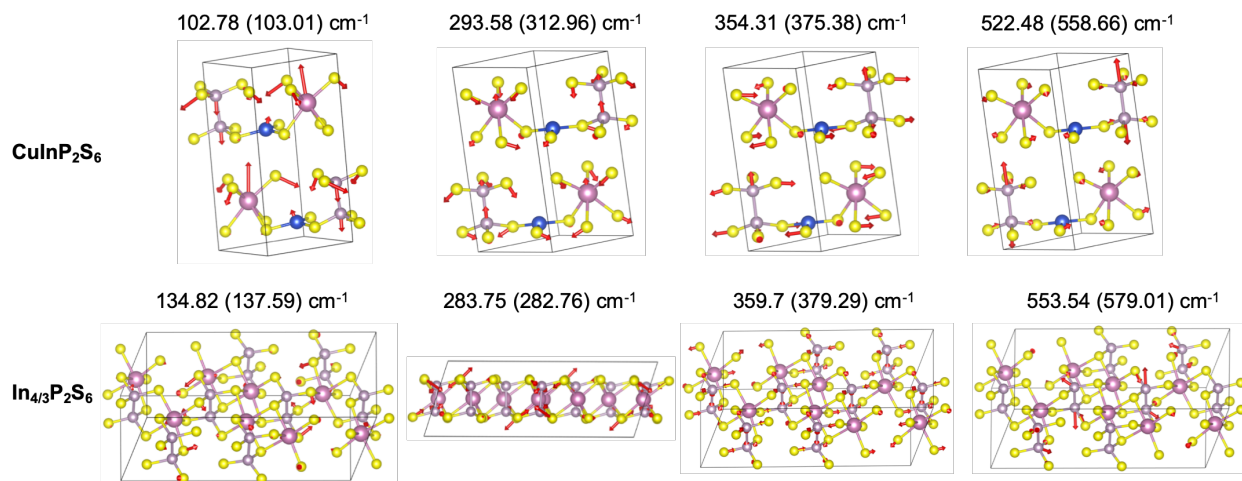 102.78 (103.01) cm⁻¹ 293.58 (312.96) cm⁻¹ 354.31 (375.38) cm⁻¹ 522.48 (558.66) cm⁻¹
CuInP₂S₆
134.82 (137.59) cm⁻¹ 283.75 (282.76) cm⁻¹ 359.7 (379.29) cm⁻¹ 553.54 (579.01) cm⁻¹
In₄/₃P₂S₆